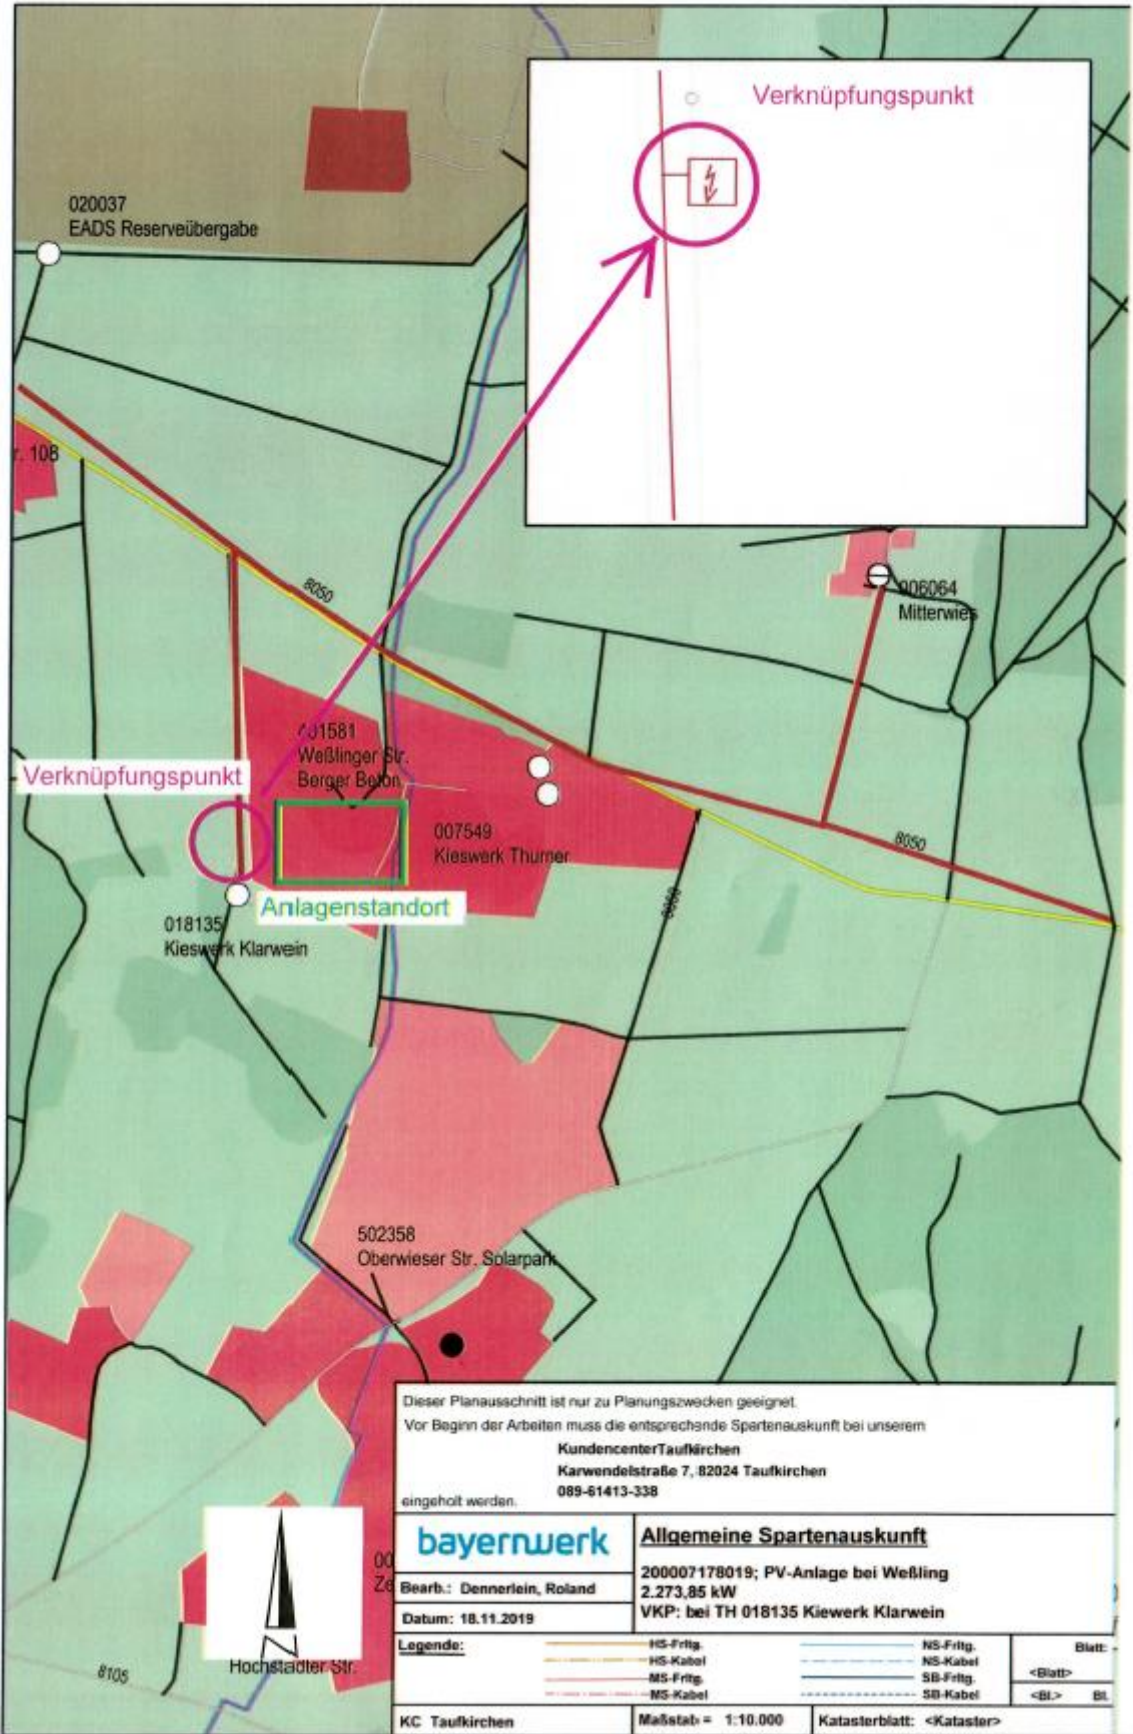 Verknüpfungspunkt
020037
EADS Reserveübergabe
r. 108
8050
906064
Mitterwies
Weßlinger Str.
Berger Beton
Verknüpfungspunkt
007549
Kieswerk Thurner
8050
Anlagenstandort
018135
Kieswerk Klarwein
502358
Oberwieser Str. Solarpark
Dieser Planausschnitt ist nur zu Planungszwecken geeignet.
Vor Beginn der Arbeiten muss die entsprechende Spartenauskunft bei unserem
KundencenterTaufkirchen
Karwendelstraße 7, 82024 Taufkirchen
089-61413-338
eingeholt werden.
bayernwerk
Allgemeine Spartenauskunft
200007178019; PV-Anlage bei Weßling
2.273,85 kW
VKP: bei TH 018135 Kiewerk Klarwein
Bearb.: Dennerlein, Roland
Datum: 18.11.2019
00
Ze
N
Hochstadter Str.
8105
Legende:
HS-Frltg. NS-Frltg.
HS-Kabel NS-Kabel
MS-Frltg. SB-Frltg.
MS-Kabel SB-Kabel
Blatt: -
<Blatt>
<Bl.> Bl.
KC Taufkirchen
Maßstab = 1:10.000
Katasterblatt: <Kataster>